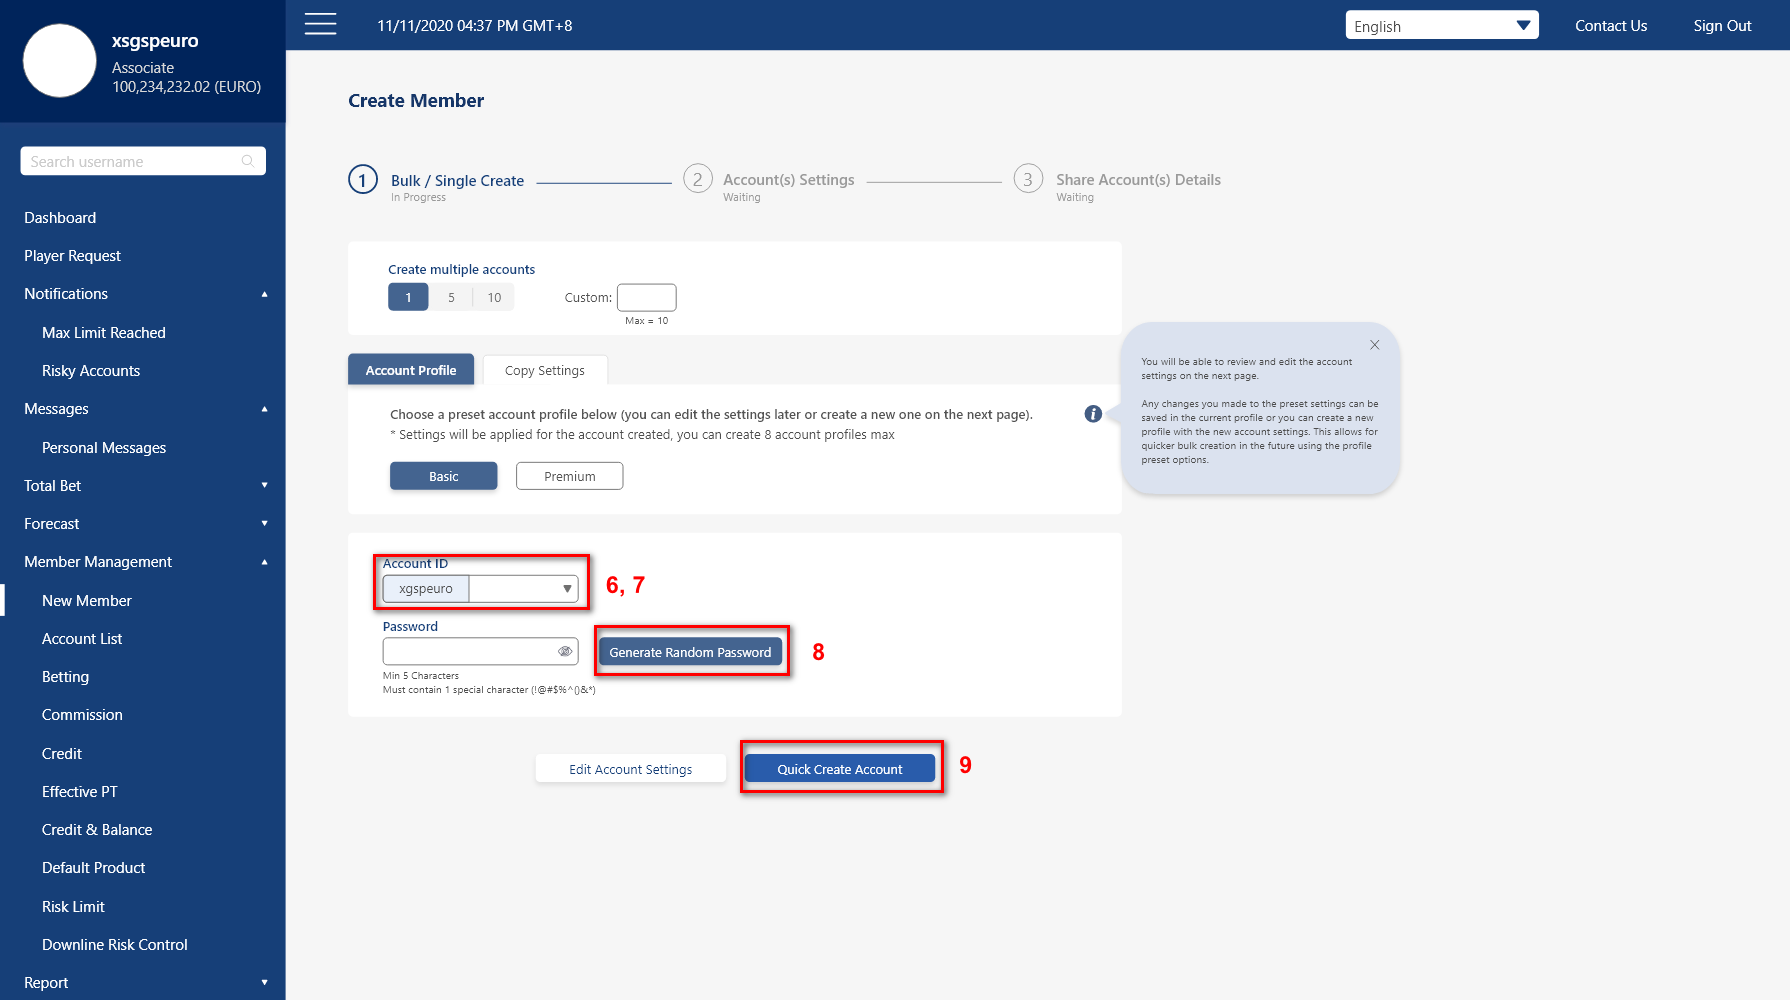 xsgspeuro
Associate
100,234,232.02 (EURO)
11/11/2020 04:37 PM GMT+8
English
Contact Us
Sign Out
Search username
Dashboard
Player Request
Notifications
Max Limit Reached
Risky Accounts
Messages
Personal Messages
Total Bet
Forecast
Member Management
New Member
Account List
Betting
Commission
Credit
Effective PT
Credit & Balance
Default Product
Risk Limit
Downline Risk Control
Report
Create Member
1
Bulk / Single Create
In Progress
2
Account(s) Settings
Waiting
3
Share Account(s) Details
Waiting
Create multiple accounts
1 5 10 Custom:
Max = 10
Account Profile
Copy Settings
Choose a preset account profile below (you can edit the settings later or create a new one on the next page).
* Settings will be applied for the account created, you can create 8 account profiles max
Basic
Premium
i
You will be able to review and edit the account
settings on the next page.
Any changes you made to the preset settings can be
saved in the current profile or you can create a new
profile with the new account settings. This allows for
quicker bulk creation in the future using the profile
preset options.
Account ID
xgspeuro
6, 7
Password
Generate Random Password
8
Min 5 Characters
Must contain 1 special character (!@#$%^()&*)
Edit Account Settings
Quick Create Account
9